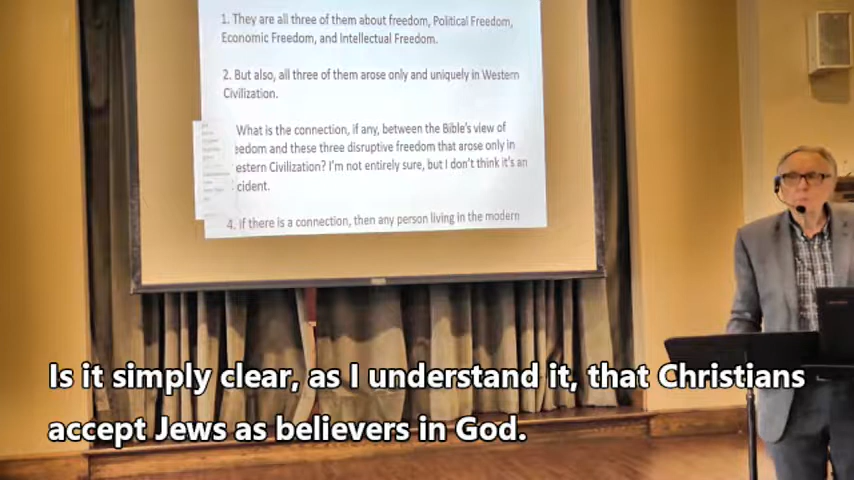 1. They are all three of them about freedom, Political Freedom,
Economic Freedom, and Intellectual Freedom.
2. But also, all three of them arose only and uniquely in Western
Civilization.
What is the connection, if any, between the Bible's view of
eedom and these three disruptive freedom that arose only in
estern Civilization? I'm not entirely sure, but I don't think it's an
cident.
4. If there is a connection, then any person living in the modern
Is it simply clear, as I understand it, that Christians
accept Jews as believers in God.